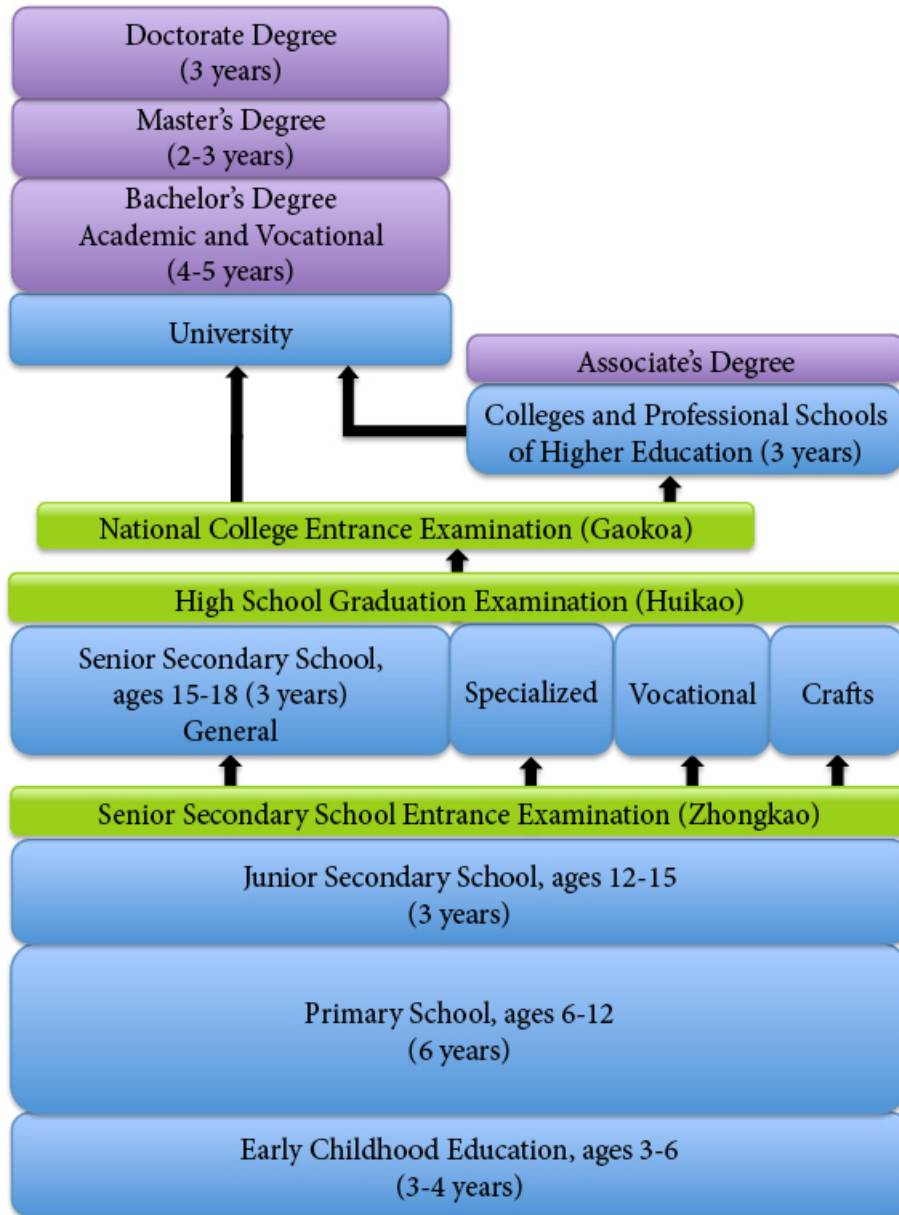 Doctorate Degree
(3 years)
Master's Degree
(2-3 years)
Bachelor's Degree
Academic and Vocational
(4-5 years)
University
Associate's Degree
Colleges and Professional Schools
of Higher Education (3 years)
National College Entrance Examination (Gaokoa)
High School Graduation Examination (Huikao)
Senior Secondary School,
ages 15-18 (3 years)
General
Specialized
Vocational
Crafts
Senior Secondary School Entrance Examination (Zhongkao)
Junior Secondary School, ages 12-15
(3 years)
Primary School, ages 6-12
(6 years)
Early Childhood Education, ages 3-6
(3-4 years)